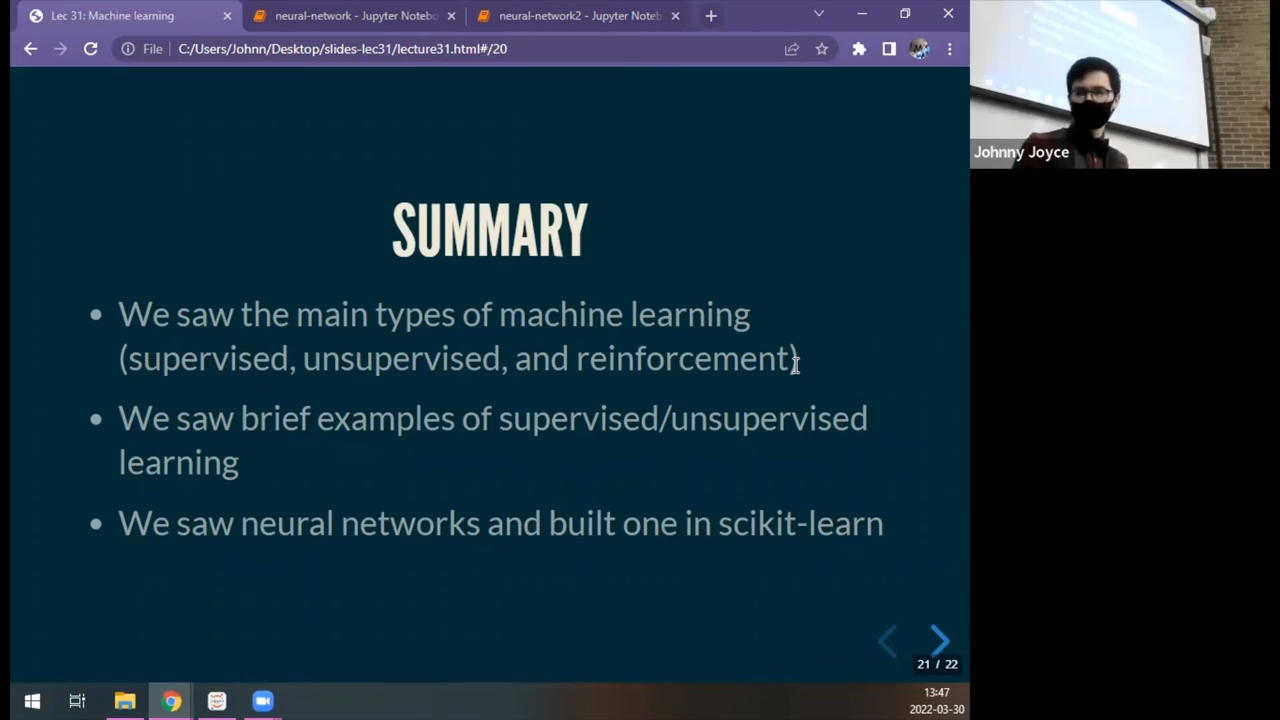 Lec 31: Machine learning
neural-network - Jupyter Notebo
neural-network2 - Jupyter Noteb
File
C:/Users/Johnn/Desktop/slides-lec31/lecture31.html#/20
Johnny Joyce
SUMMARY
• We saw the main types of machine learning
(supervised, unsupervised, and reinforcement)
• We saw brief examples of supervised/unsupervised
learning
• We saw neural networks and built one in scikit-learn
21 / 22
13:47
2022-03-30